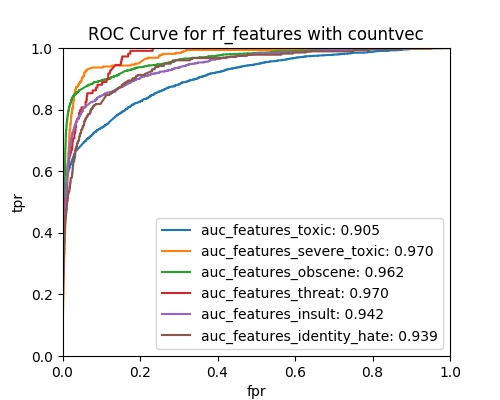 ROC Curve for rf_features with countvec
1.0
0.8
0.6
0.4
0.2
0.0
tpr
auc_features_toxic: 0.905
auc_features_severe_toxic: 0.970
auc_features_obscene: 0.962
auc_features_threat: 0.970
auc_features_insult: 0.942
auc_features_identity_hate: 0.939
0.0 0.2 0.4 0.6 0.8 1.0
fpr